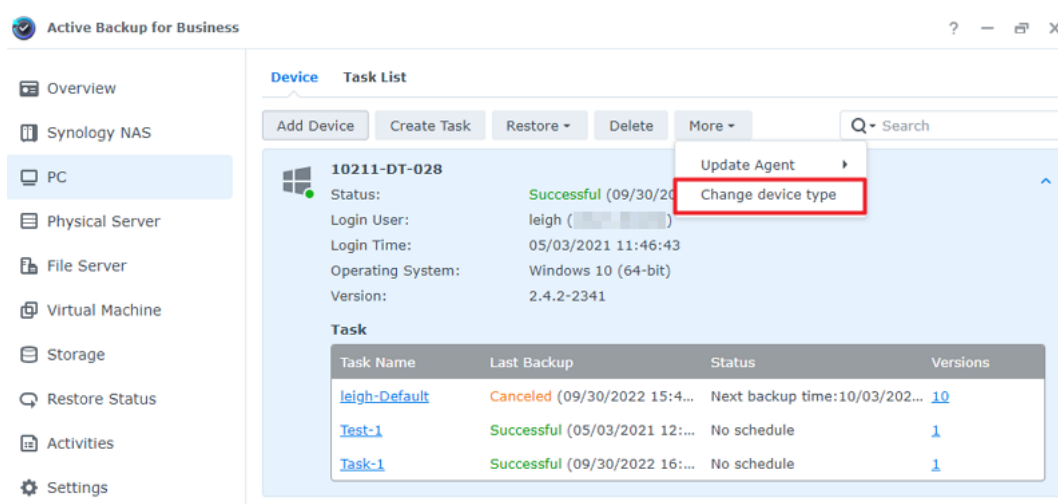 Active Backup for Business
?
Overview
Synology NAS
PC
Physical Server
File Server
Virtual Machine
Storage
Restore Status
Activities
Settings
Device Task List
Add Device Create Task Restore Delete More Search
Update Agent
Change device type
10211-DT-028
Status: Successful (09/30/20
Login User: leigh ( )
Login Time: 05/03/2021 11:46:43
Operating System: Windows 10 (64-bit)
Version: 2.4.2-2341
Task
Task Name Last Backup Status Versions
leigh-Default Canceled (09/30/2022 15:4... Next backup time:10/03/202... 10
Test-1 Successful (05/03/2021 12:... No schedule 1
Task-1 Successful (09/30/2022 16:... No schedule 1